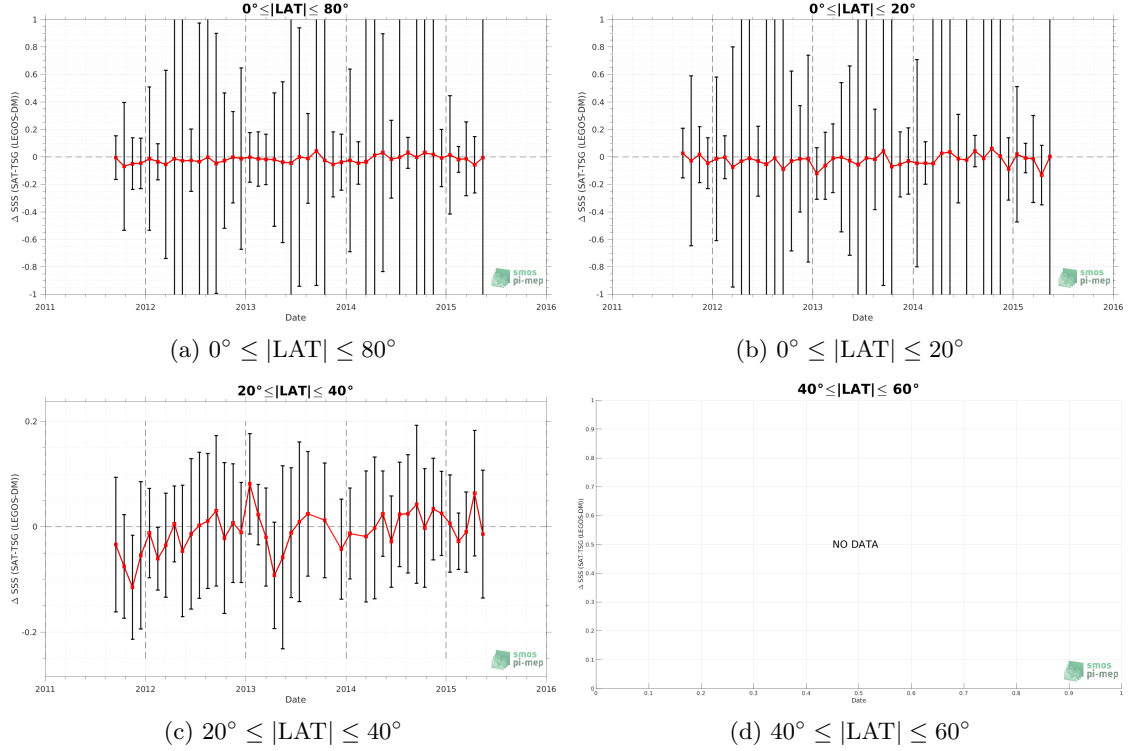 0°≤|LAT|≤ 80°
Δ SSS (SAT-TSG (LEGOS-DM))
1
0.8
0.6
0.4
0.2
0
-0.2
-0.4
-0.6
-0.8
-1
2011 2012 2013 2014 2015 2016
Date
smos
pi-mep
(a) 0° ≤ |LAT| ≤ 80°
0°≤|LAT|≤ 20°
Δ SSS (SAT-TSG (LEGOS-DM))
1
0.8
0.6
0.4
0.2
0
-0.2
-0.4
-0.6
-0.8
-1
2011 2012 2013 2014 2015 2016
Date
smos
pi-mep
(b) 0° ≤ |LAT| ≤ 20°
20°≤|LAT|≤ 40°
Δ SSS (SAT-TSG (LEGOS-DM))
0.2
0
-0.2
2011 2012 2013 2014 2015 2016
Date
smos
pi-mep
(c) 20° ≤ |LAT| ≤ 40°
40°≤|LAT|≤ 60°
Δ SSS (SAT-TSG (LEGOS-DM))
1
0.9
0.8
0.7
0.6
0.5
0.4
0.3
0.2
0.1
0
NO DATA
0 0.1 0.2 0.3 0.4 0.5 0.6 0.7 0.8 0.9 1
Date
smos
pi-mep
(d) 40° ≤ |LAT| ≤ 60°